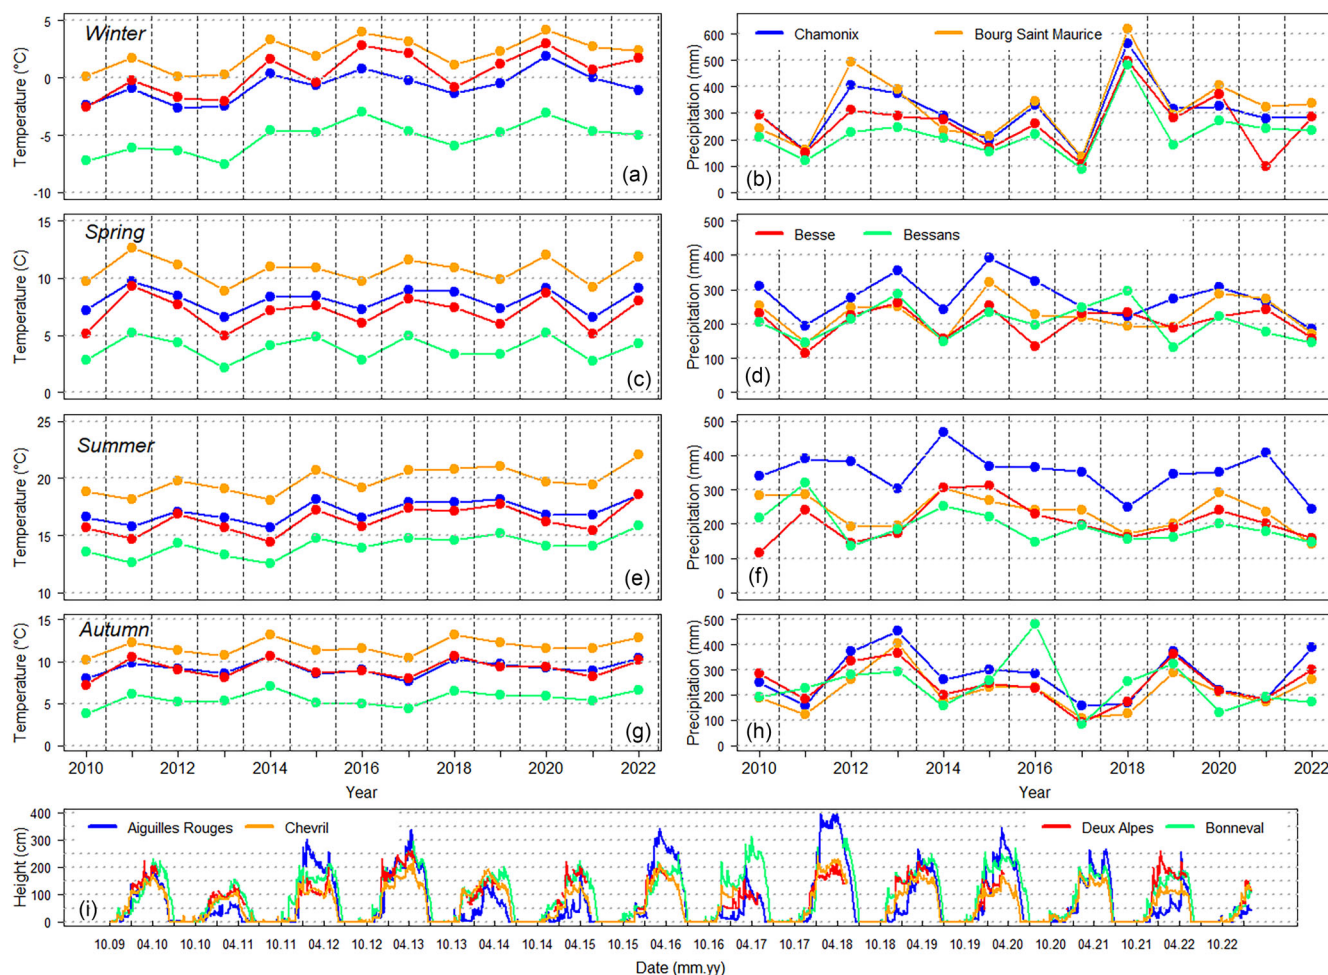 Winter
Temperature (°C)
5
0
-5
-10
(a)
Chamonix Bourg Saint Maurice
Precipitation (mm)
600
500
400
300
200
100
0
(b)
Spring
Temperature (C)
15
10
5
0
(c)
Besse Bessans
Precipitation (mm)
500
400
300
200
100
0
(d)
Summer
Temperature (°C)
25
20
15
10
(e)
Precipitation (mm)
500
400
300
200
100
0
(f)
Autumn
Temperature (°C)
15
10
5
0
(g)
2010 2012 2014 2016 2018 2020 2022
Year
Precipitation (mm)
500
400
300
200
100
0
(h)
2010 2012 2014 2016 2018 2020 2022
Year
Aiguilles Rouges Chevril Deux Alpes Bonneval
Height (cm)
400
300
200
100
0
(i)
10.09 04.10 10.10 04.11 10.11 04.12 10.12 04.13 10.13 04.14 10.14 04.15 10.15 04.16 10.16 04.17 10.17 04.18 10.18 04.19 10.19 04.20 10.20 04.21 10.21 04.22 10.22
Date (mm.yy)